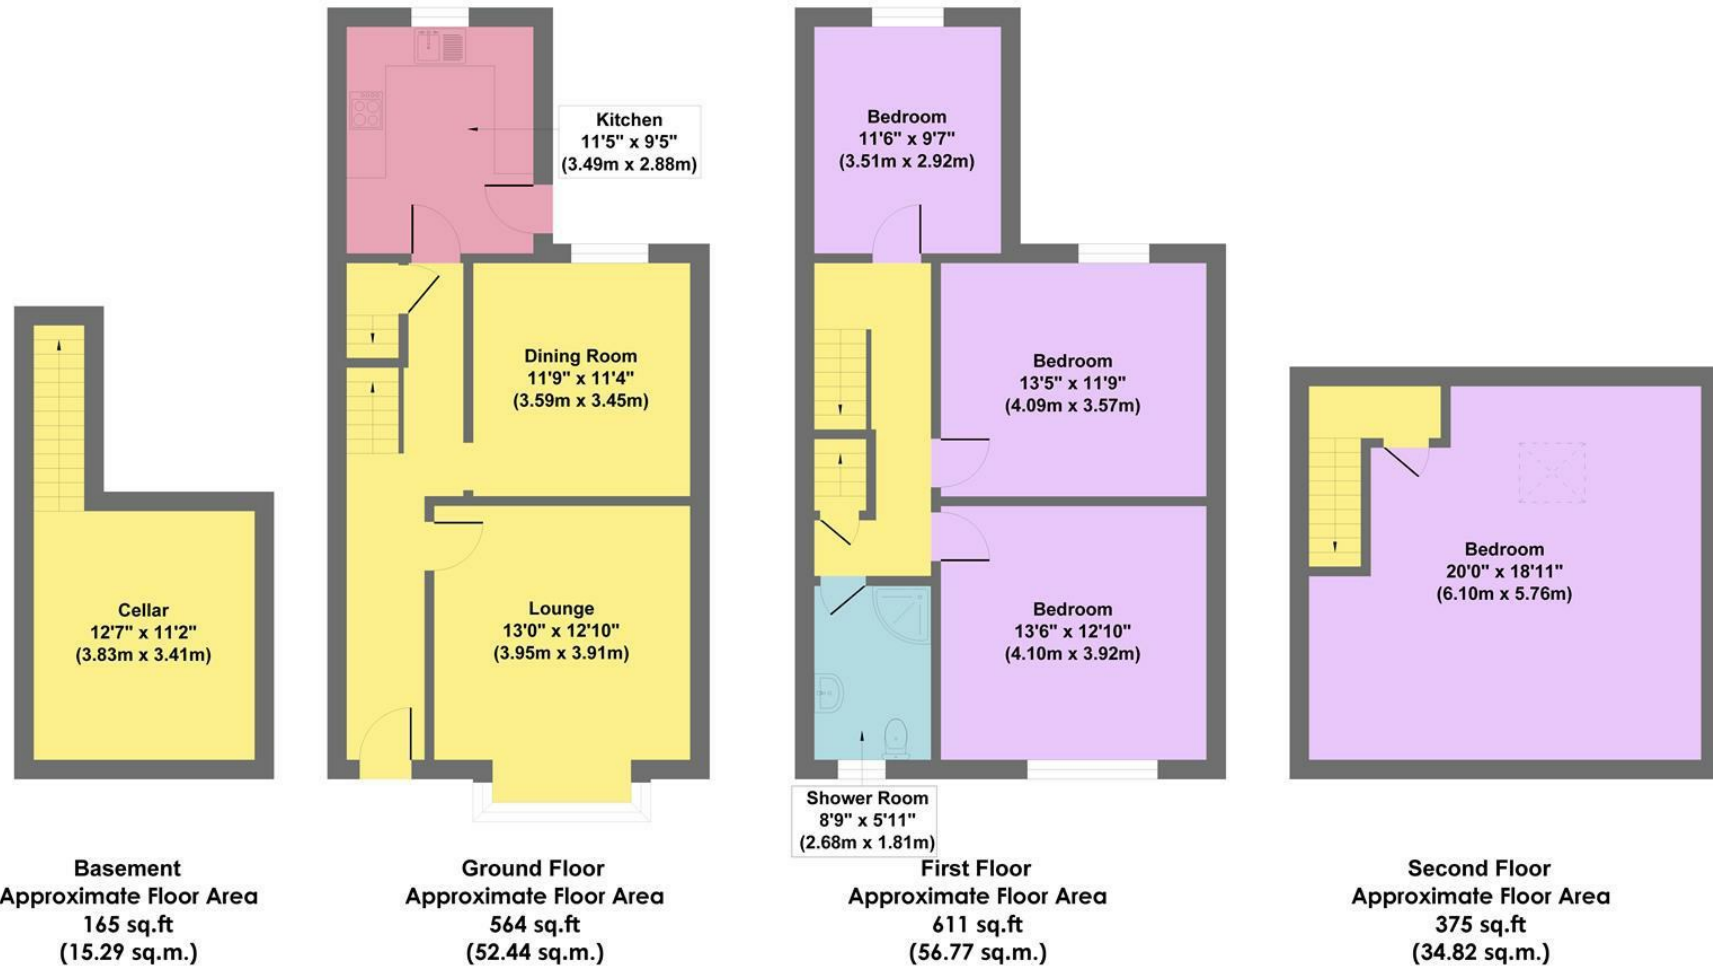 Kitchen
11'5" x 9'5"
(3.49m x 2.88m)
Dining Room
11'9" x 11'4"
(3.59m x 3.45m)
Lounge
13'0" x 12'10"
(3.95m x 3.91m)
Cellar
12'7" x 11'2"
(3.83m x 3.41m)
Bedroom
11'6" x 9'7"
(3.51m x 2.92m)
Bedroom
13'5" x 11'9"
(4.09m x 3.57m)
Bedroom
13'6" x 12'10"
(4.10m x 3.92m)
Shower Room
8'9" x 5'11"
(2.68m x 1.81m)
Bedroom
20'0" x 18'11"
(6.10m x 5.76m)
Basement
Approximate Floor Area
165 sq.ft
(15.29 sq.m.)
Ground Floor
Approximate Floor Area
564 sq.ft
(52.44 sq.m.)
First Floor
Approximate Floor Area
611 sq.ft
(56.77 sq.m.)
Second Floor
Approximate Floor Area
375 sq.ft
(34.82 sq.m.)